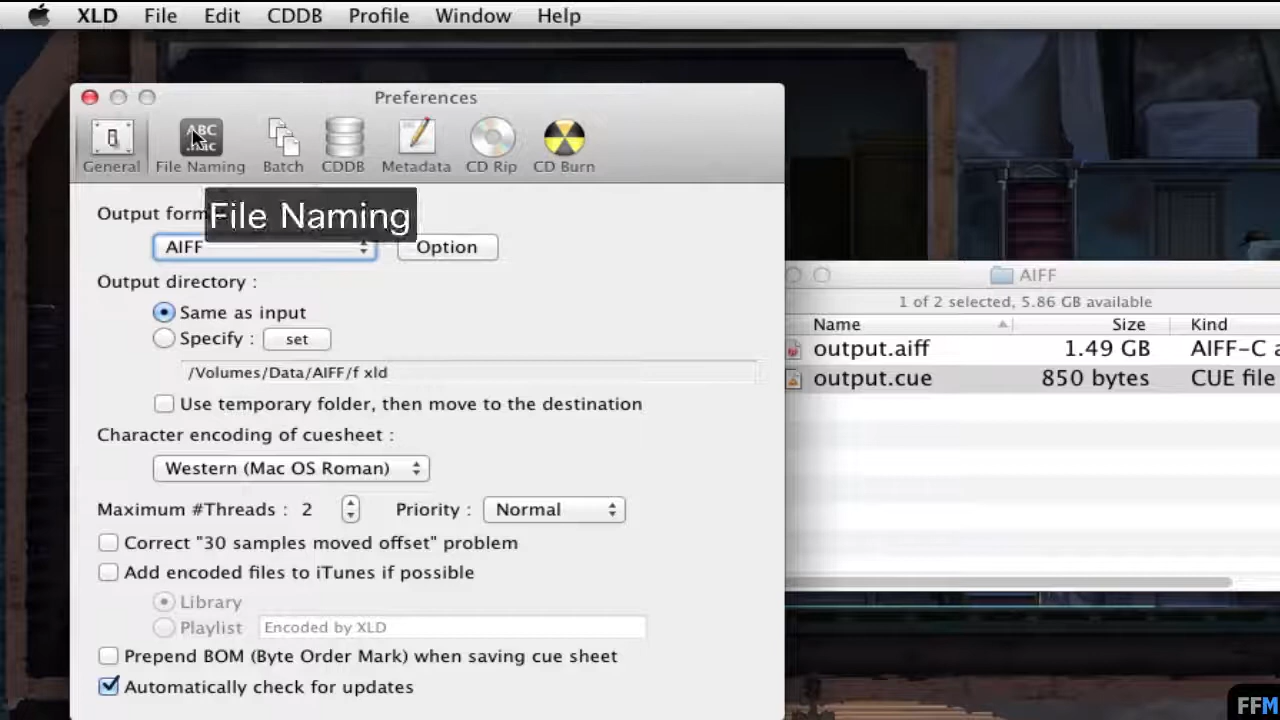 XLD File Edit CDDB Profile Window Help
Preferences
General File Naming Batch CDDB Metadata CD Rip CD Burn
File Naming
Output form
AIFF Option
Output directory :
Same as input
Specify : set
/Volumes/Data/AIFF/f xld
Use temporary folder, then move to the destination
Character encoding of cuesheet :
Western (Mac OS Roman)
Maximum #Threads : 2 Priority : Normal
Correct "30 samples moved offset" problem
Add encoded files to iTunes if possible
Library
Playlist Encoded by XLD
Prepend BOM (Byte Order Mark) when saving cue sheet
Automatically check for updates
AIFF
1 of 2 selected, 5.86 GB available
Name Size Kind
output.aiff 1.49 GB AIFF-C a
output.cue 850 bytes CUE file
FFM